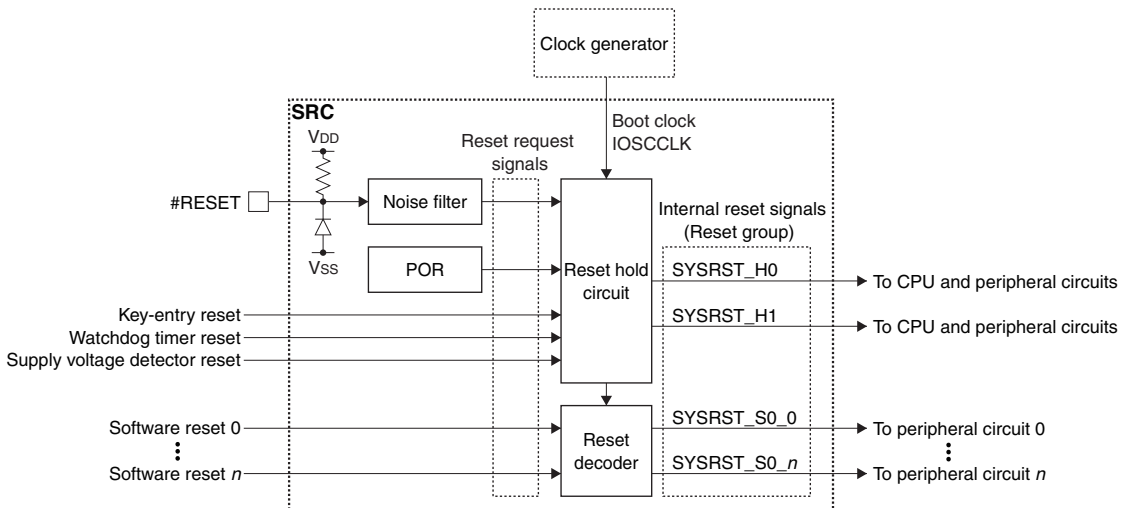 Clock generator
SRC
Boot clock
IOSCCLK
VDD
Reset request
signals
#RESET
Noise filter
Internal reset signals
(Reset group)
VSS
POR
Reset hold
circuit
SYSRST_H0
To CPU and peripheral circuits
SYSRST_H1
To CPU and peripheral circuits
Key-entry reset
Watchdog timer reset
Supply voltage detector reset
Software reset 0
Reset
decoder
SYSRST_S0_0
To peripheral circuit 0
Software reset n
SYSRST_S0_n
To peripheral circuit n